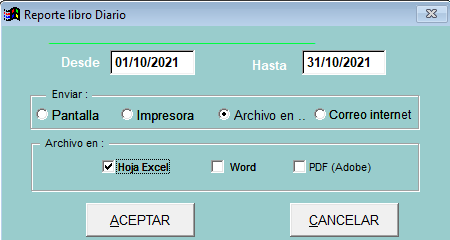 Reporte libro Diario
Desde 01/10/2021 Hasta 31/10/2021
Enviar :
Pantalla Impresora Archivo en .. Correo internet
Archivo en :
Hoja Excel Word PDF (Adobe)
ACEPTAR CANCELAR